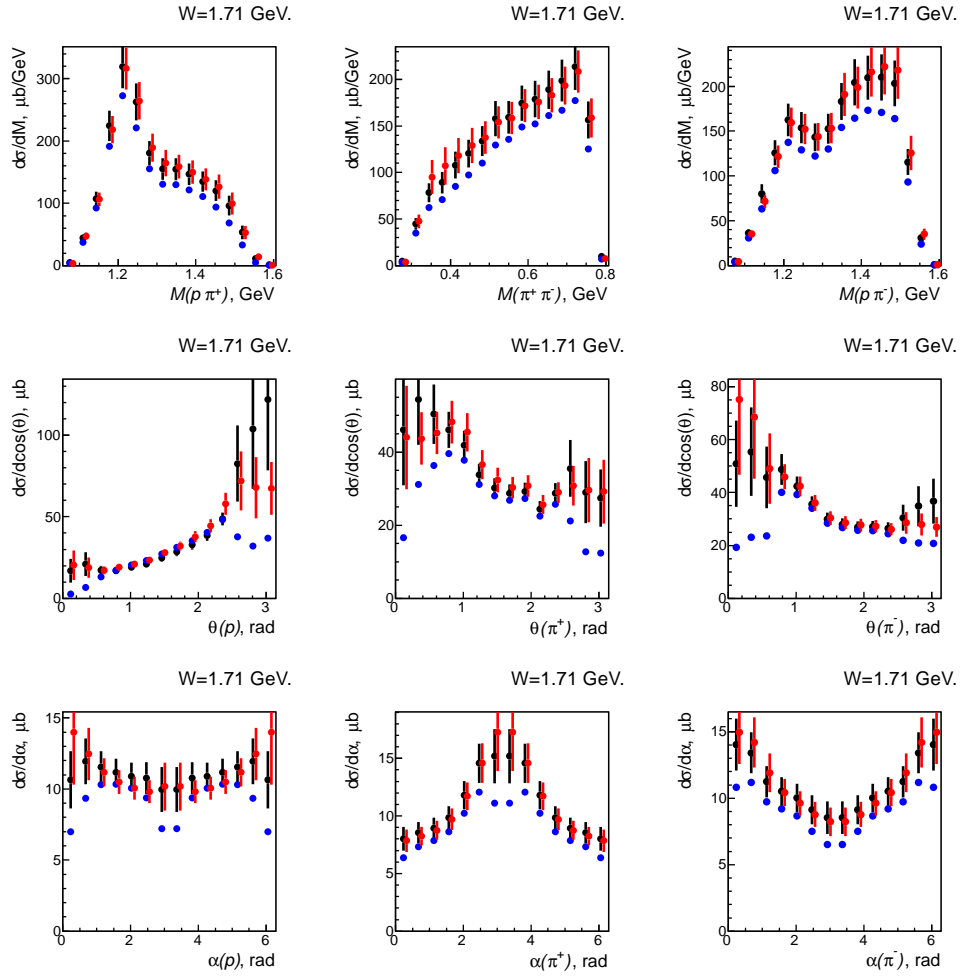 W=1.71 GeV. W=1.71 GeV. W=1.71 GeV.
dσ/dM, μb/GeV dσ/dM, μb/GeV dσ/dM, μb/GeV
300 200 200
200 150 150
100 100 100
50 50
0 0 0
1.2 1.4 1.6 0.4 0.6 0.8 1.2 1.4 1.6
M(p π⁺), GeV M(π⁺ π⁻), GeV M(p π⁻), GeV
W=1.71 GeV. W=1.71 GeV. W=1.71 GeV.
dσ/dcos(θ), μb dσ/dcos(θ), μb dσ/dcos(θ), μb
100 40 80
50 20 60
40
20
0 0 0
0 1 2 3 0 1 2 3 0 1 2 3
θ(p), rad θ(π⁺), rad θ(π⁻), rad
W=1.71 GeV. W=1.71 GeV. W=1.71 GeV.
dσ/dα, μb dσ/dα, μb dσ/dα, μb
15 15 15
10 10 10
5 5 5
0 0 0
0 2 4 6 0 2 4 6 0 2 4 6
α(p), rad α(π⁺), rad α(π⁻), rad